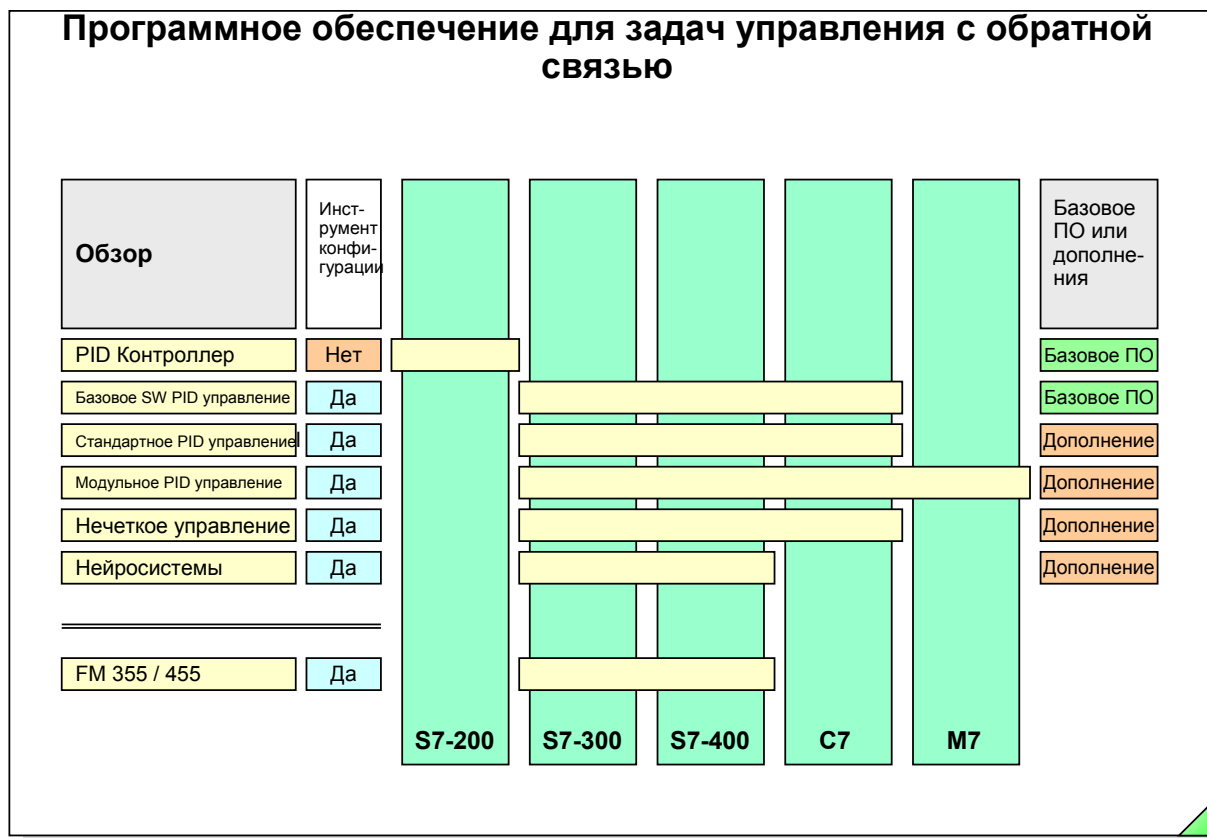 Программное обеспечение для задач управления с обратной
связью
Обзор
Инст-
румент
конфи-
гурации
Базовое
ПО или
дополне-
ния
PID Контроллер
Нет
Базовое ПО
Базовое SW PID управление
Да
Базовое ПО
Стандартное PID управлениеl
Да
Дополнение
Модульное PID управление
Да
Дополнение
Нечеткое управление
Да
Дополнение
Нейросистемы
Да
Дополнение
FM 355 / 455
Да
S7-200
S7-300
S7-400
C7
M7